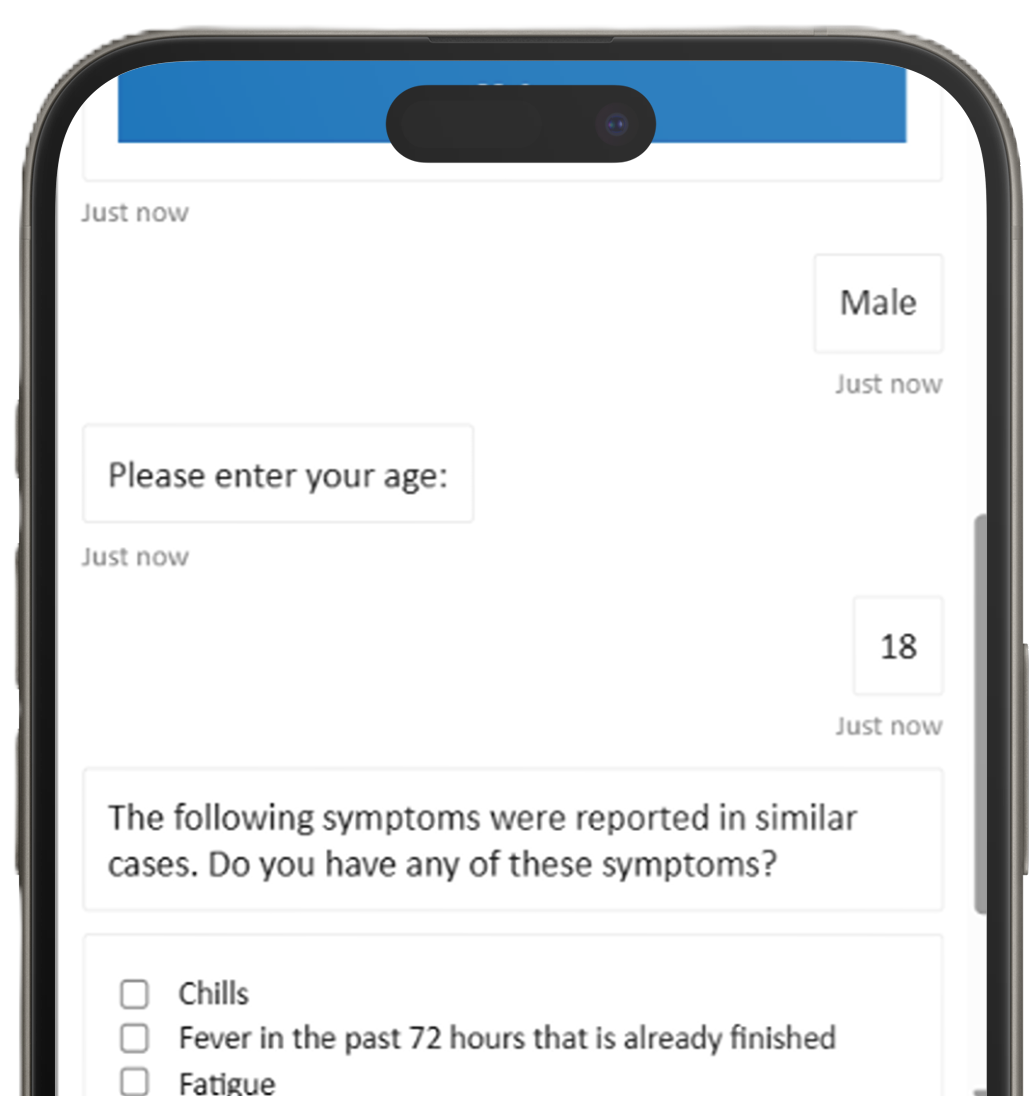 Just now
Male
Just now
Please enter your age:
Just now
18
Just now
The following symptoms were reported in similar
cases. Do you have any of these symptoms?
Chills
Fever in the past 72 hours that is already finished
Fatigue